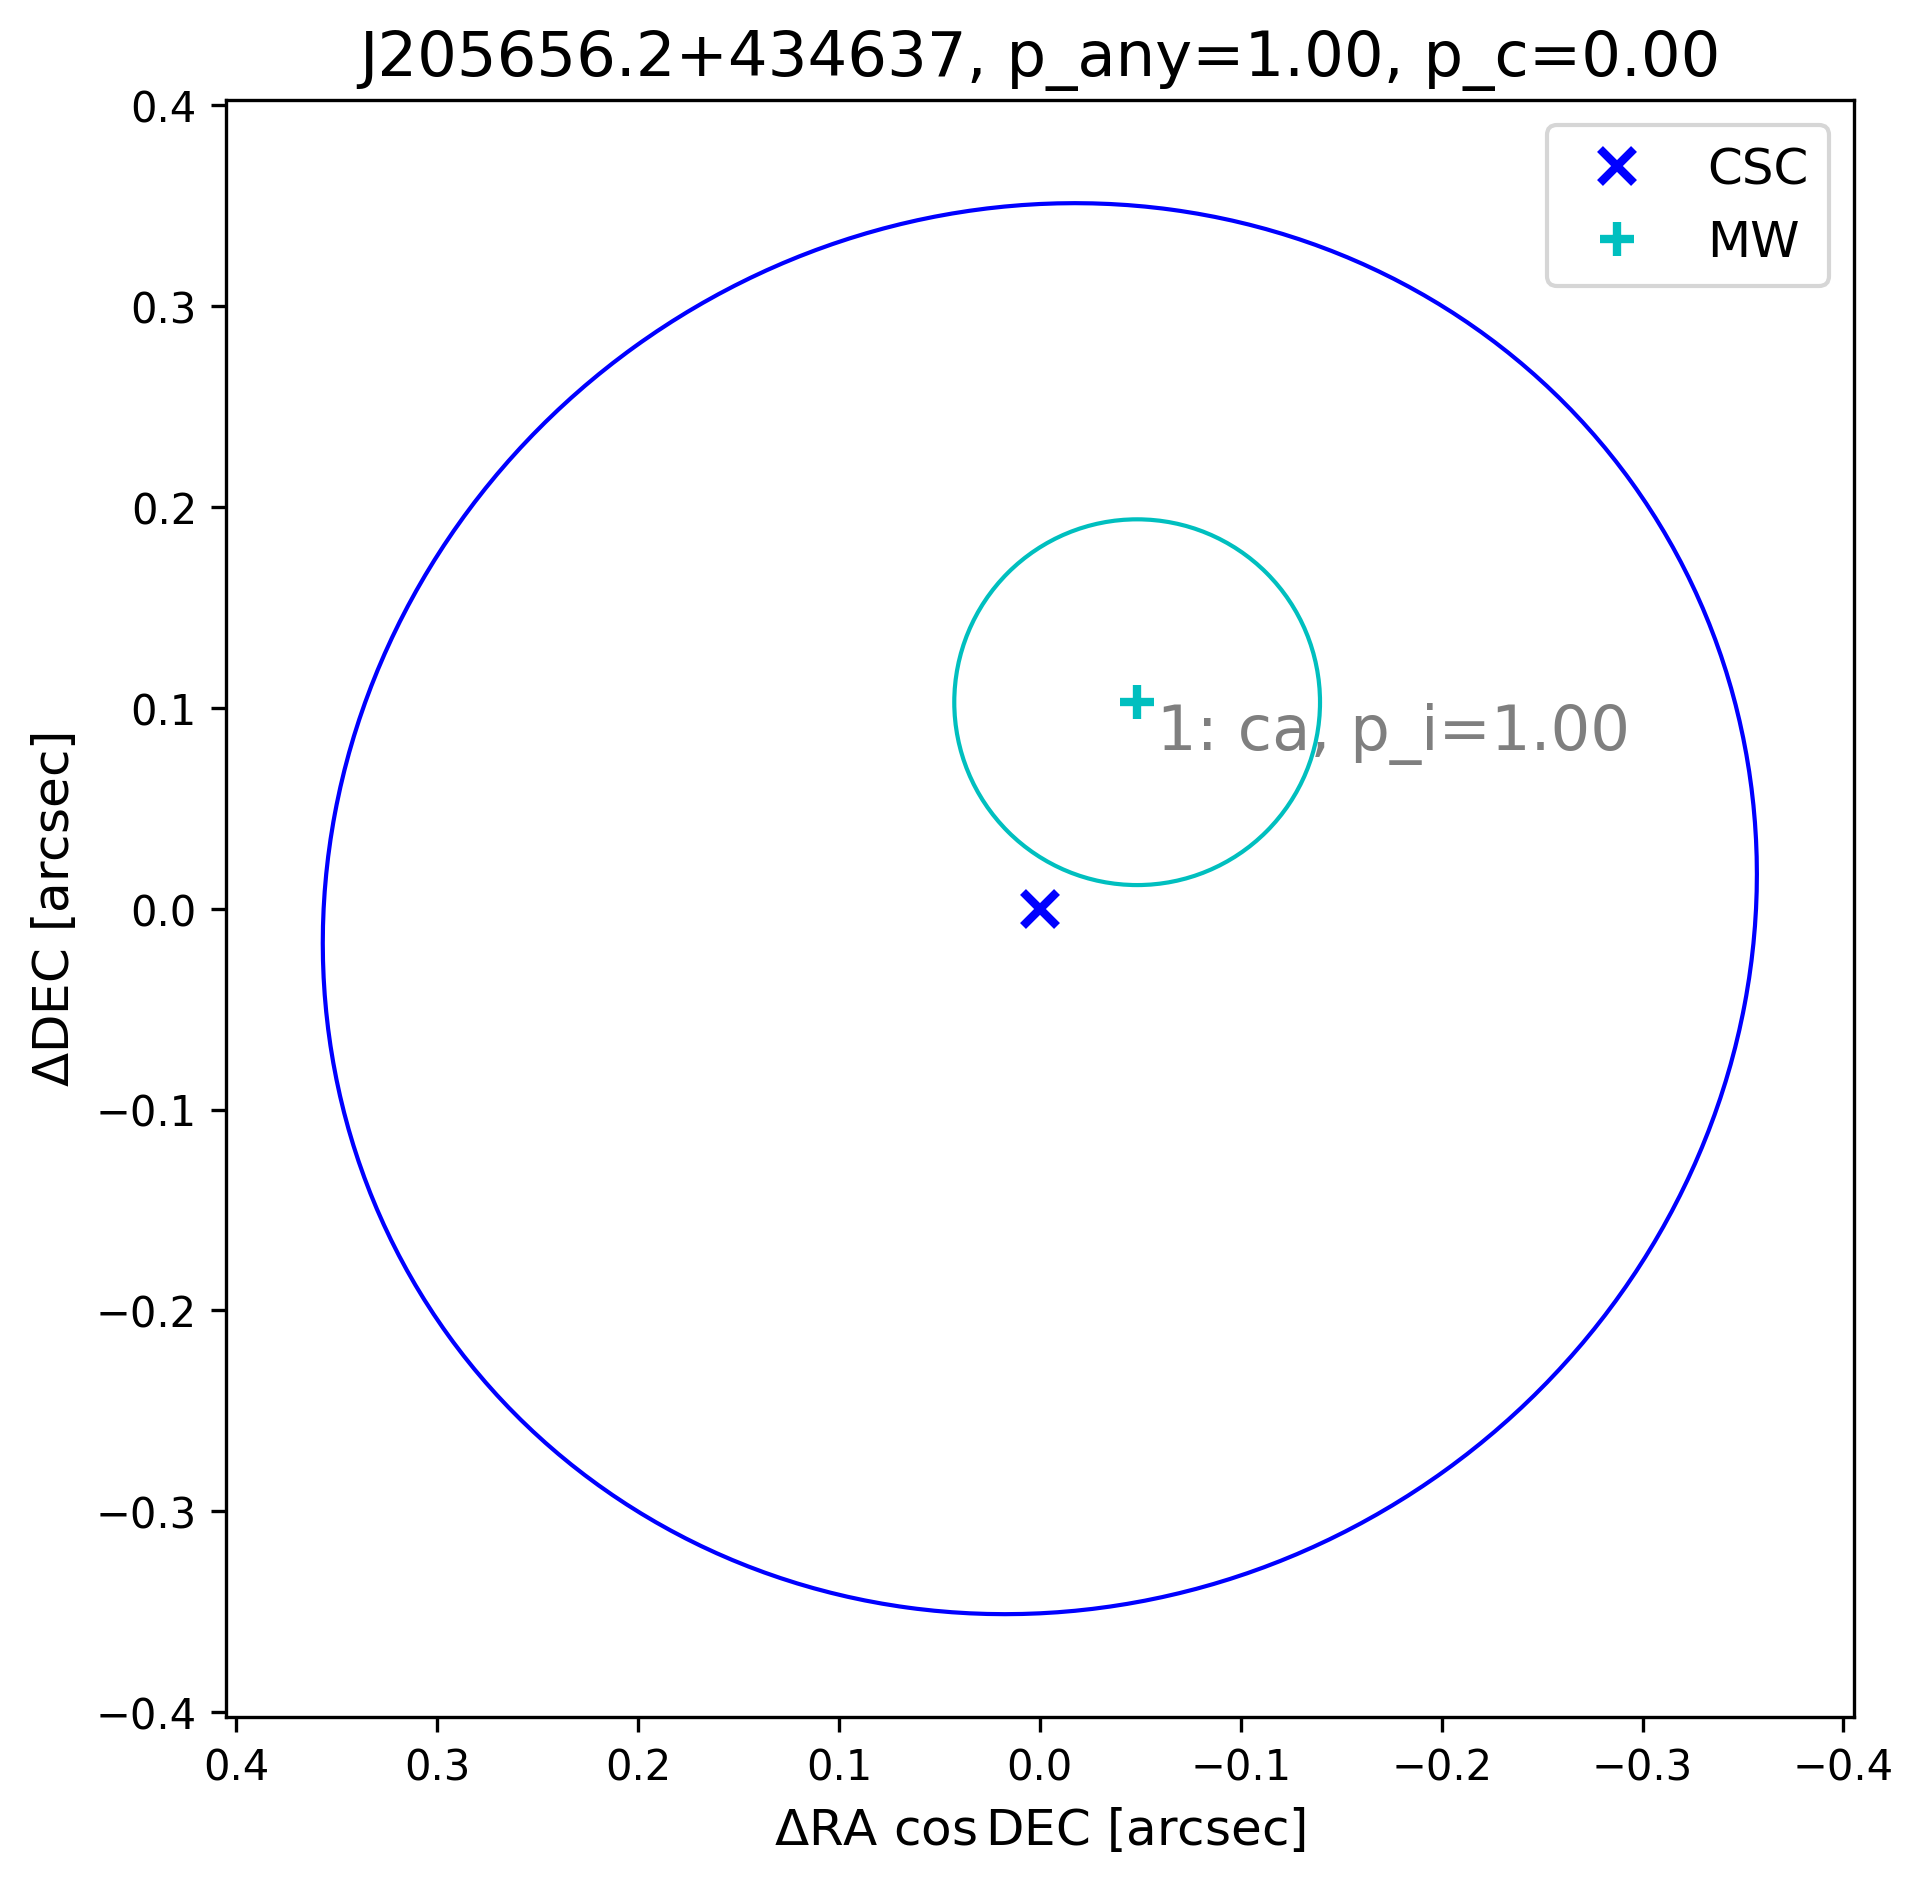 J205656.2+434637, p_any=1.00, p_c=0.00
CSC
MW
1: ca, p_i=1.00
ΔDEC [arcsec]
0.4
0.3
0.2
0.1
0.0
−0.1
−0.2
−0.3
−0.4
0.4 0.3 0.2 0.1 0.0 −0.1 −0.2 −0.3 −0.4
ΔRA cos DEC [arcsec]